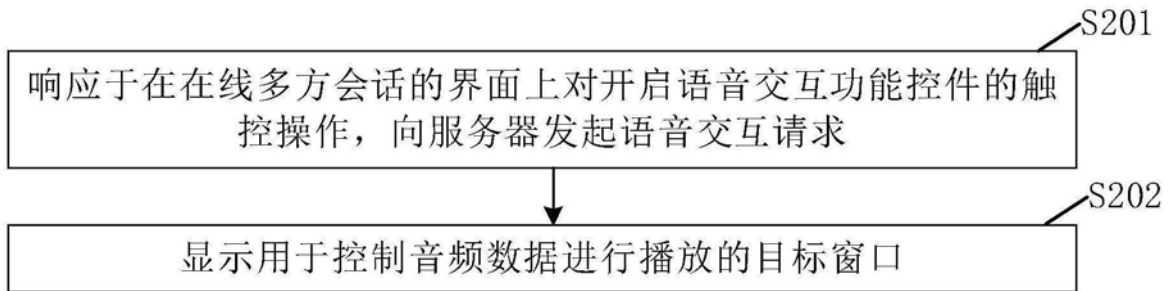 S201
响应于在在线多方会话的界面上对开启语音交互功能控件的触
控操作，向服务器发起语音交互请求
S202
显示用于控制音频数据进行播放的目标窗口